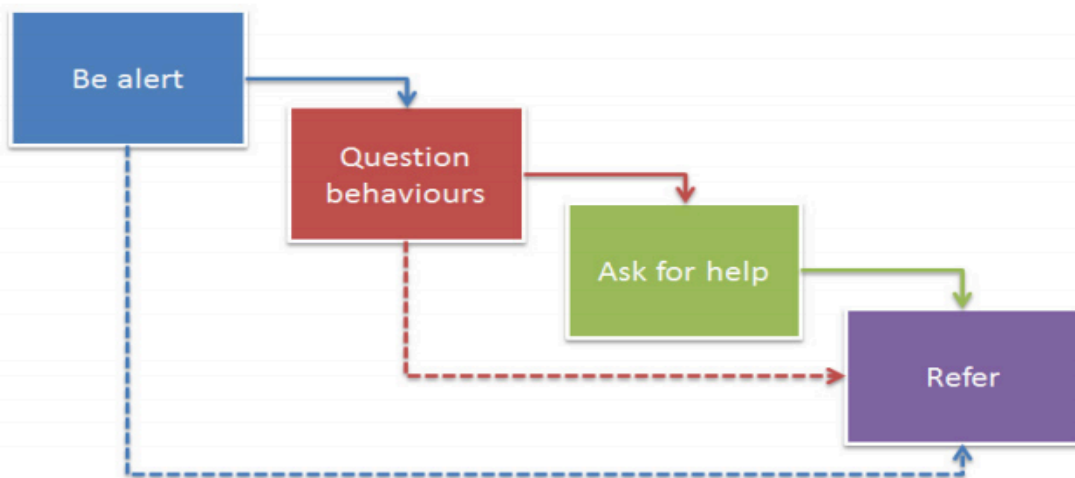 Be alert
Question
behaviours
Ask for help
Refer